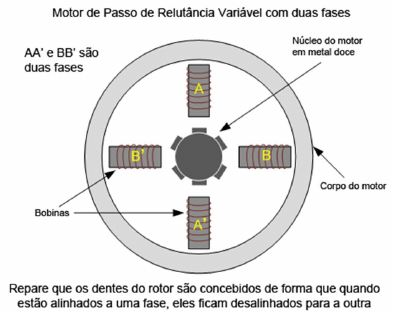 Motor de Passo de Relutância Variável com duas fases
AA' e BB' são
duas fases
Núcleo do motor
em metal doce
A
B'
B
A'
Corpo do motor
Bobinas
Repare que os dentes do rotor são concebidos de forma que quando
estão alinhados a uma fase, eles ficam desalinhados para a outra